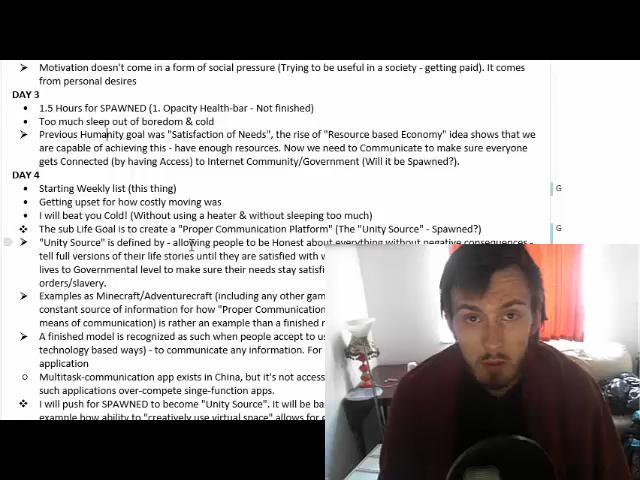 ➤ Motivation doesn't come in a form of social pressure (Trying to be useful in a society - getting paid). It comes
from personal desires
DAY 3
• 1.5 Hours for SPAWNED (1. Opacity Health-bar - Not finished)
• Too much sleep out of boredom & cold
➤ Previous Humanity goal was "Satisfaction of Needs", the rise of "Resource based Economy" idea shows that we
are capable of achieving this - have enough resources. Now we need to Communicate to make sure everyone
gets Connected (by having Access) to Internet Community/Government (Will it be Spawned?).
DAY 4
• Starting Weekly list (this thing)
G
• Getting upset for how costly moving was
• I will beat you Cold! (Without using a heater & without sleeping too much)
❖ The sub Life Goal is to create a "Proper Communication Platform" (The "Unity Source" - Spawned?)
G
➤ "Unity Source" is defined by - allowing people to be Honest about everything without negative consequences -
tell full versions of their life stories until they are satisfied with
lives to Governmental level to make sure their needs stay
orders/slavery.
➤ Examples as Minecraft/Adventurecraft (including any other
constant source of information for how "Proper
means of communication) is rather an example than a finished
➤ A finished model is recognized as such when people accept to
technology based ways) - to communicate any information. For
application
○ Multitask-communication app exists in China, but it's not
such applications over-compete singe-function apps.
❖ I will push for SPAWNED to become "Unity Source". It will be
example how ability to "creatively use virtual space" allows for